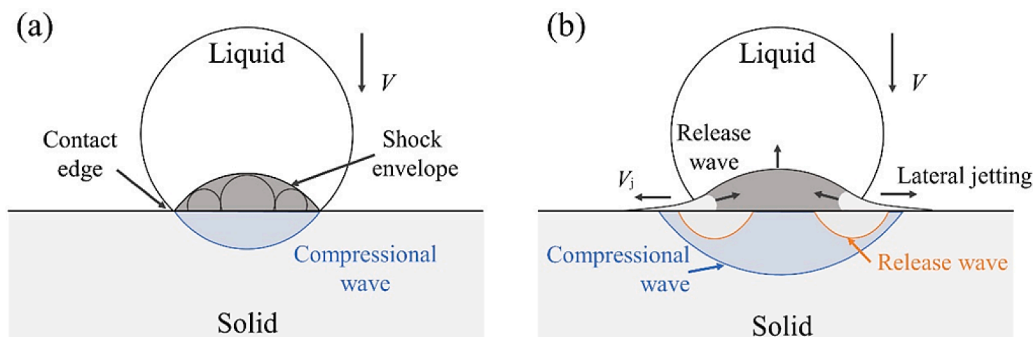 (a)
Liquid
V
Contact
edge
Shock
envelope
Compressional
wave
Solid
(b)
Liquid
V
Release
wave
Vj
Lateral jetting
Compressional
wave
Release wave
Solid